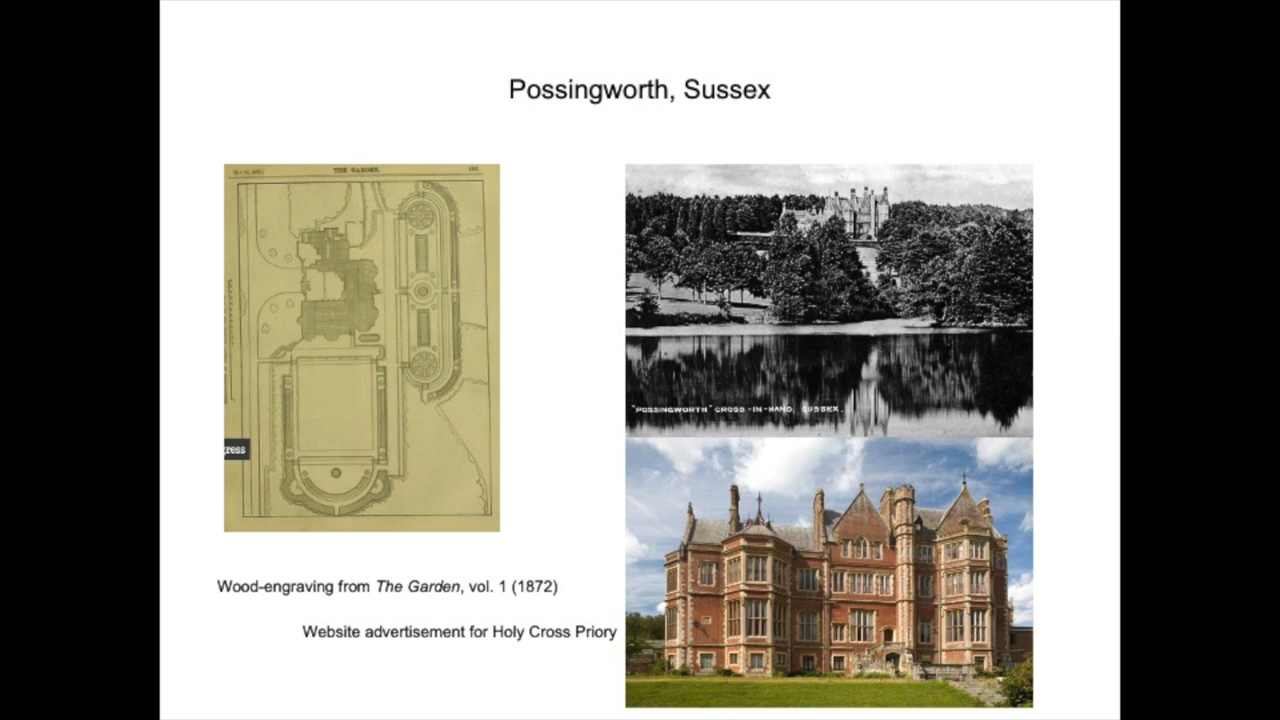 Possingworth, Sussex
THE GARDEN.
ress
"POSSINGWORTH" CROSS-IN-HAND, SUSSEX.
Wood-engraving from The Garden, vol. 1 (1872)
Website advertisement for Holy Cross Priory